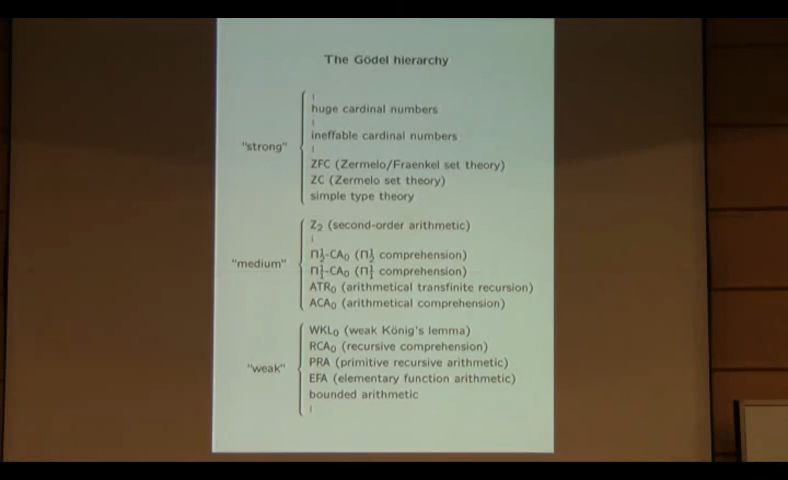 The Gödel hierarchy
huge cardinal numbers
ineffable cardinal numbers
"strong"
ZFC (Zermelo/Fraenkel set theory)
ZC (Zermelo set theory)
simple type theory
Z₂ (second-order arithmetic)
Π¹₂-CA₀ (Π¹₂ comprehension)
"medium"
Π¹₁-CA₀ (Π¹₁ comprehension)
ATR₀ (arithmetical transfinite recursion)
ACA₀ (arithmetical comprehension)
WKL₀ (weak König's lemma)
RCA₀ (recursive comprehension)
PRA (primitive recursive arithmetic)
"weak"
EFA (elementary function arithmetic)
bounded arithmetic